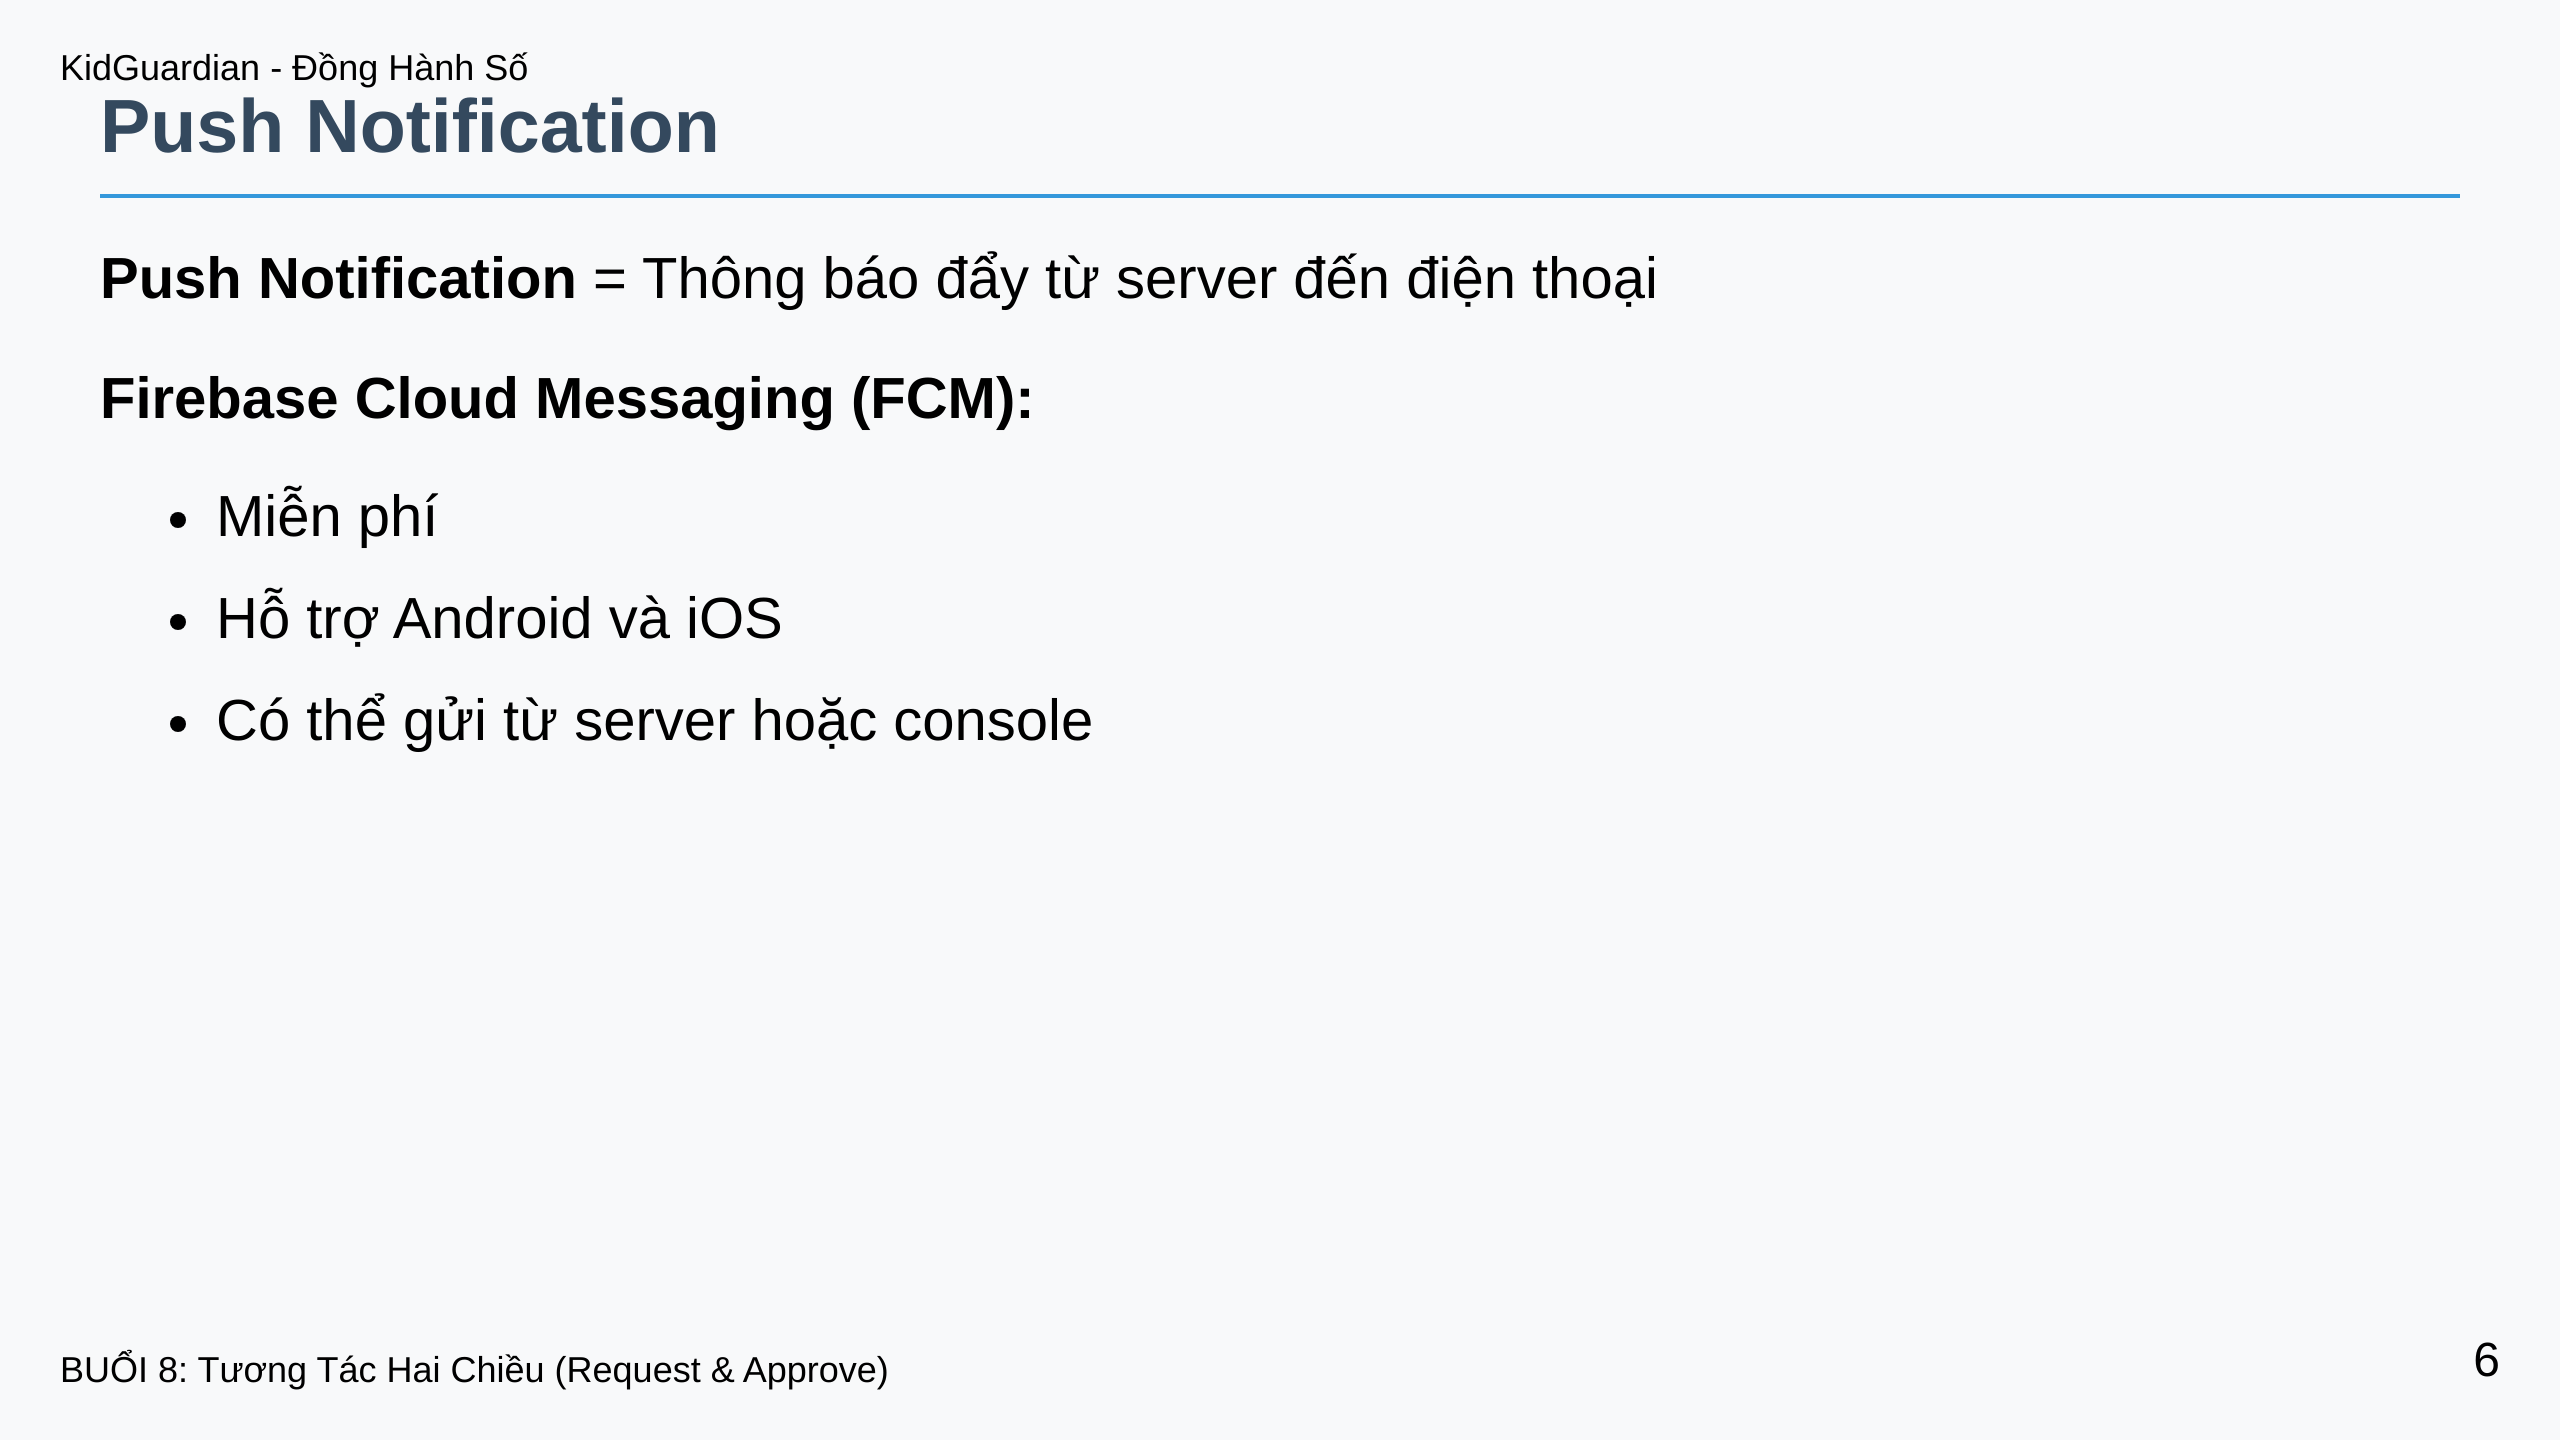 KidGuardian - Đồng Hành Số
Push Notification
Push Notification = Thông báo đẩy từ server đến điện thoại
Firebase Cloud Messaging (FCM):
• Miễn phí
• Hỗ trợ Android và iOS
• Có thể gửi từ server hoặc console
BUỔI 8: Tương Tác Hai Chiều (Request & Approve)
6